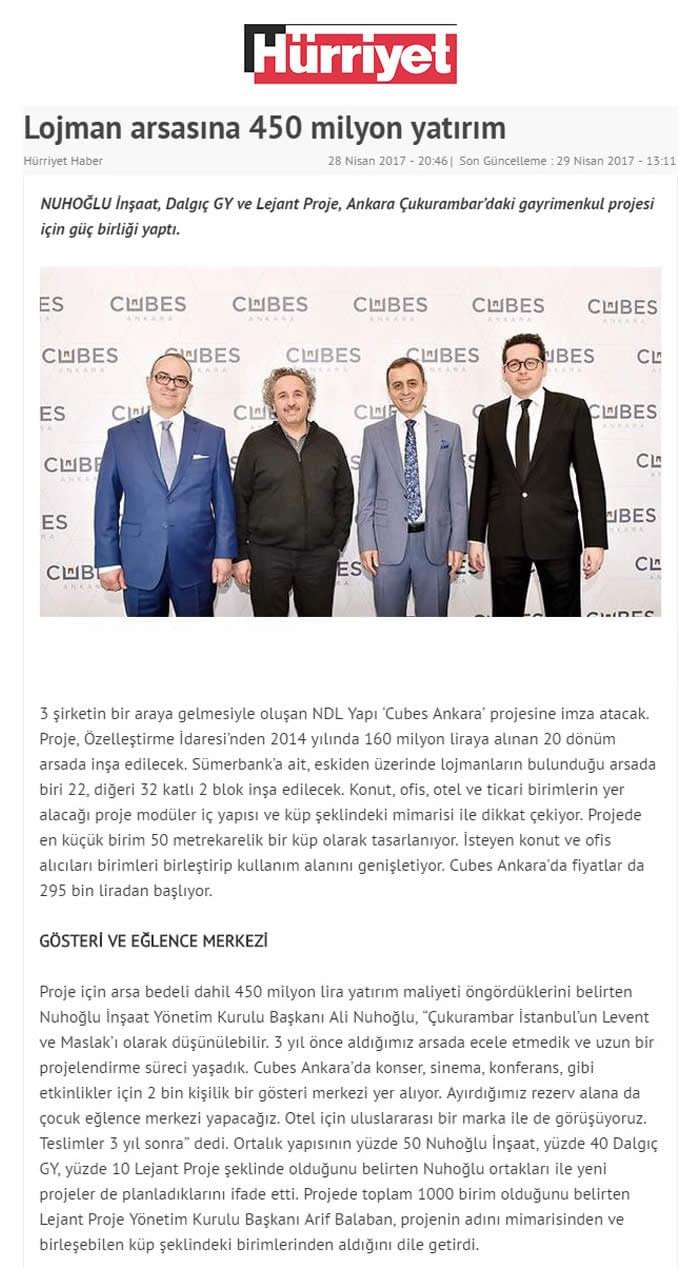 Hürriyet
Lojman arsasına 450 milyon yatırım
Hürriyet Haber 28 Nisan 2017 - 20:46 | Son Güncelleme : 29 Nisan 2017 - 13:11
NUHOĞLU İnşaat, Dalgıç GY ve Lejant Proje, Ankara Çukurambar’daki gayrimenkul projesi
için güç birliği yaptı.
ES CUBES CUBES CUBES CUBES CUBES
ANKARA ANKARA ANKARA ANKARA ANKARA
3 şirketin bir araya gelmesiyle oluşan NDL Yapı ‘Cubes Ankara’ projesine imza atacak.
Proje, Özelleştirme İdaresi’nden 2014 yılında 160 milyon liraya alınan 20 dönüm
arsada inşa edilecek. Sümerbank’a ait, eskiden üzerinde lojmanların bulunduğu arsada
biri 22, diğeri 32 katlı 2 blok inşa edilecek. Konut, ofis, otel ve ticari birimlerin yer
alacağı proje modüler iç yapısı ve küp şeklindeki mimarisi ile dikkat çekiyor. Projede
en küçük birim 50 metrekarelik bir küp olarak tasarlanıyor. İsteyen konut ve ofis
alıcıları birimleri birleştirip kullanım alanını genişletiyor. Cubes Ankara’da fiyatlar da
295 bin liradan başlıyor.
GÖSTERİ VE EĞLENCE MERKEZİ
Proje için arsa bedeli dahil 450 milyon lira yatırım maliyeti öngördüklerini belirten
Nuhoğlu İnşaat Yönetim Kurulu Başkanı Ali Nuhoğlu, “Çukurambar İstanbul’un Levent
ve Maslak’ı olarak düşünülebilir. 3 yıl önce aldığımız arsada ecele etmedik ve uzun bir
projelendirme süreci yaşadık. Cubes Ankara’da konser, sinema, konferans, gibi
etkinlikler için 2 bin kişilik bir gösteri merkezi yer alıyor. Ayırdığımız rezerv alana da
çocuk eğlence merkezi yapacağız. Otel için uluslararası bir marka ile de görüşüyoruz.
Teslimler 3 yıl sonra” dedi. Ortalık yapısının yüzde 50 Nuhoğlu İnşaat, yüzde 40 Dalgıç
GY, yüzde 10 Lejant Proje şeklinde olduğunu belirten Nuhoğlu ortakları ile yeni
projeler de planladıklarını ifade etti. Projede toplam 1000 birim olduğunu belirten
Lejant Proje Yönetim Kurulu Başkanı Arif Balaban, projenin adını mimarisinden ve
birleşebilen küp şeklindeki birimlerinden aldığını dile getirdi.